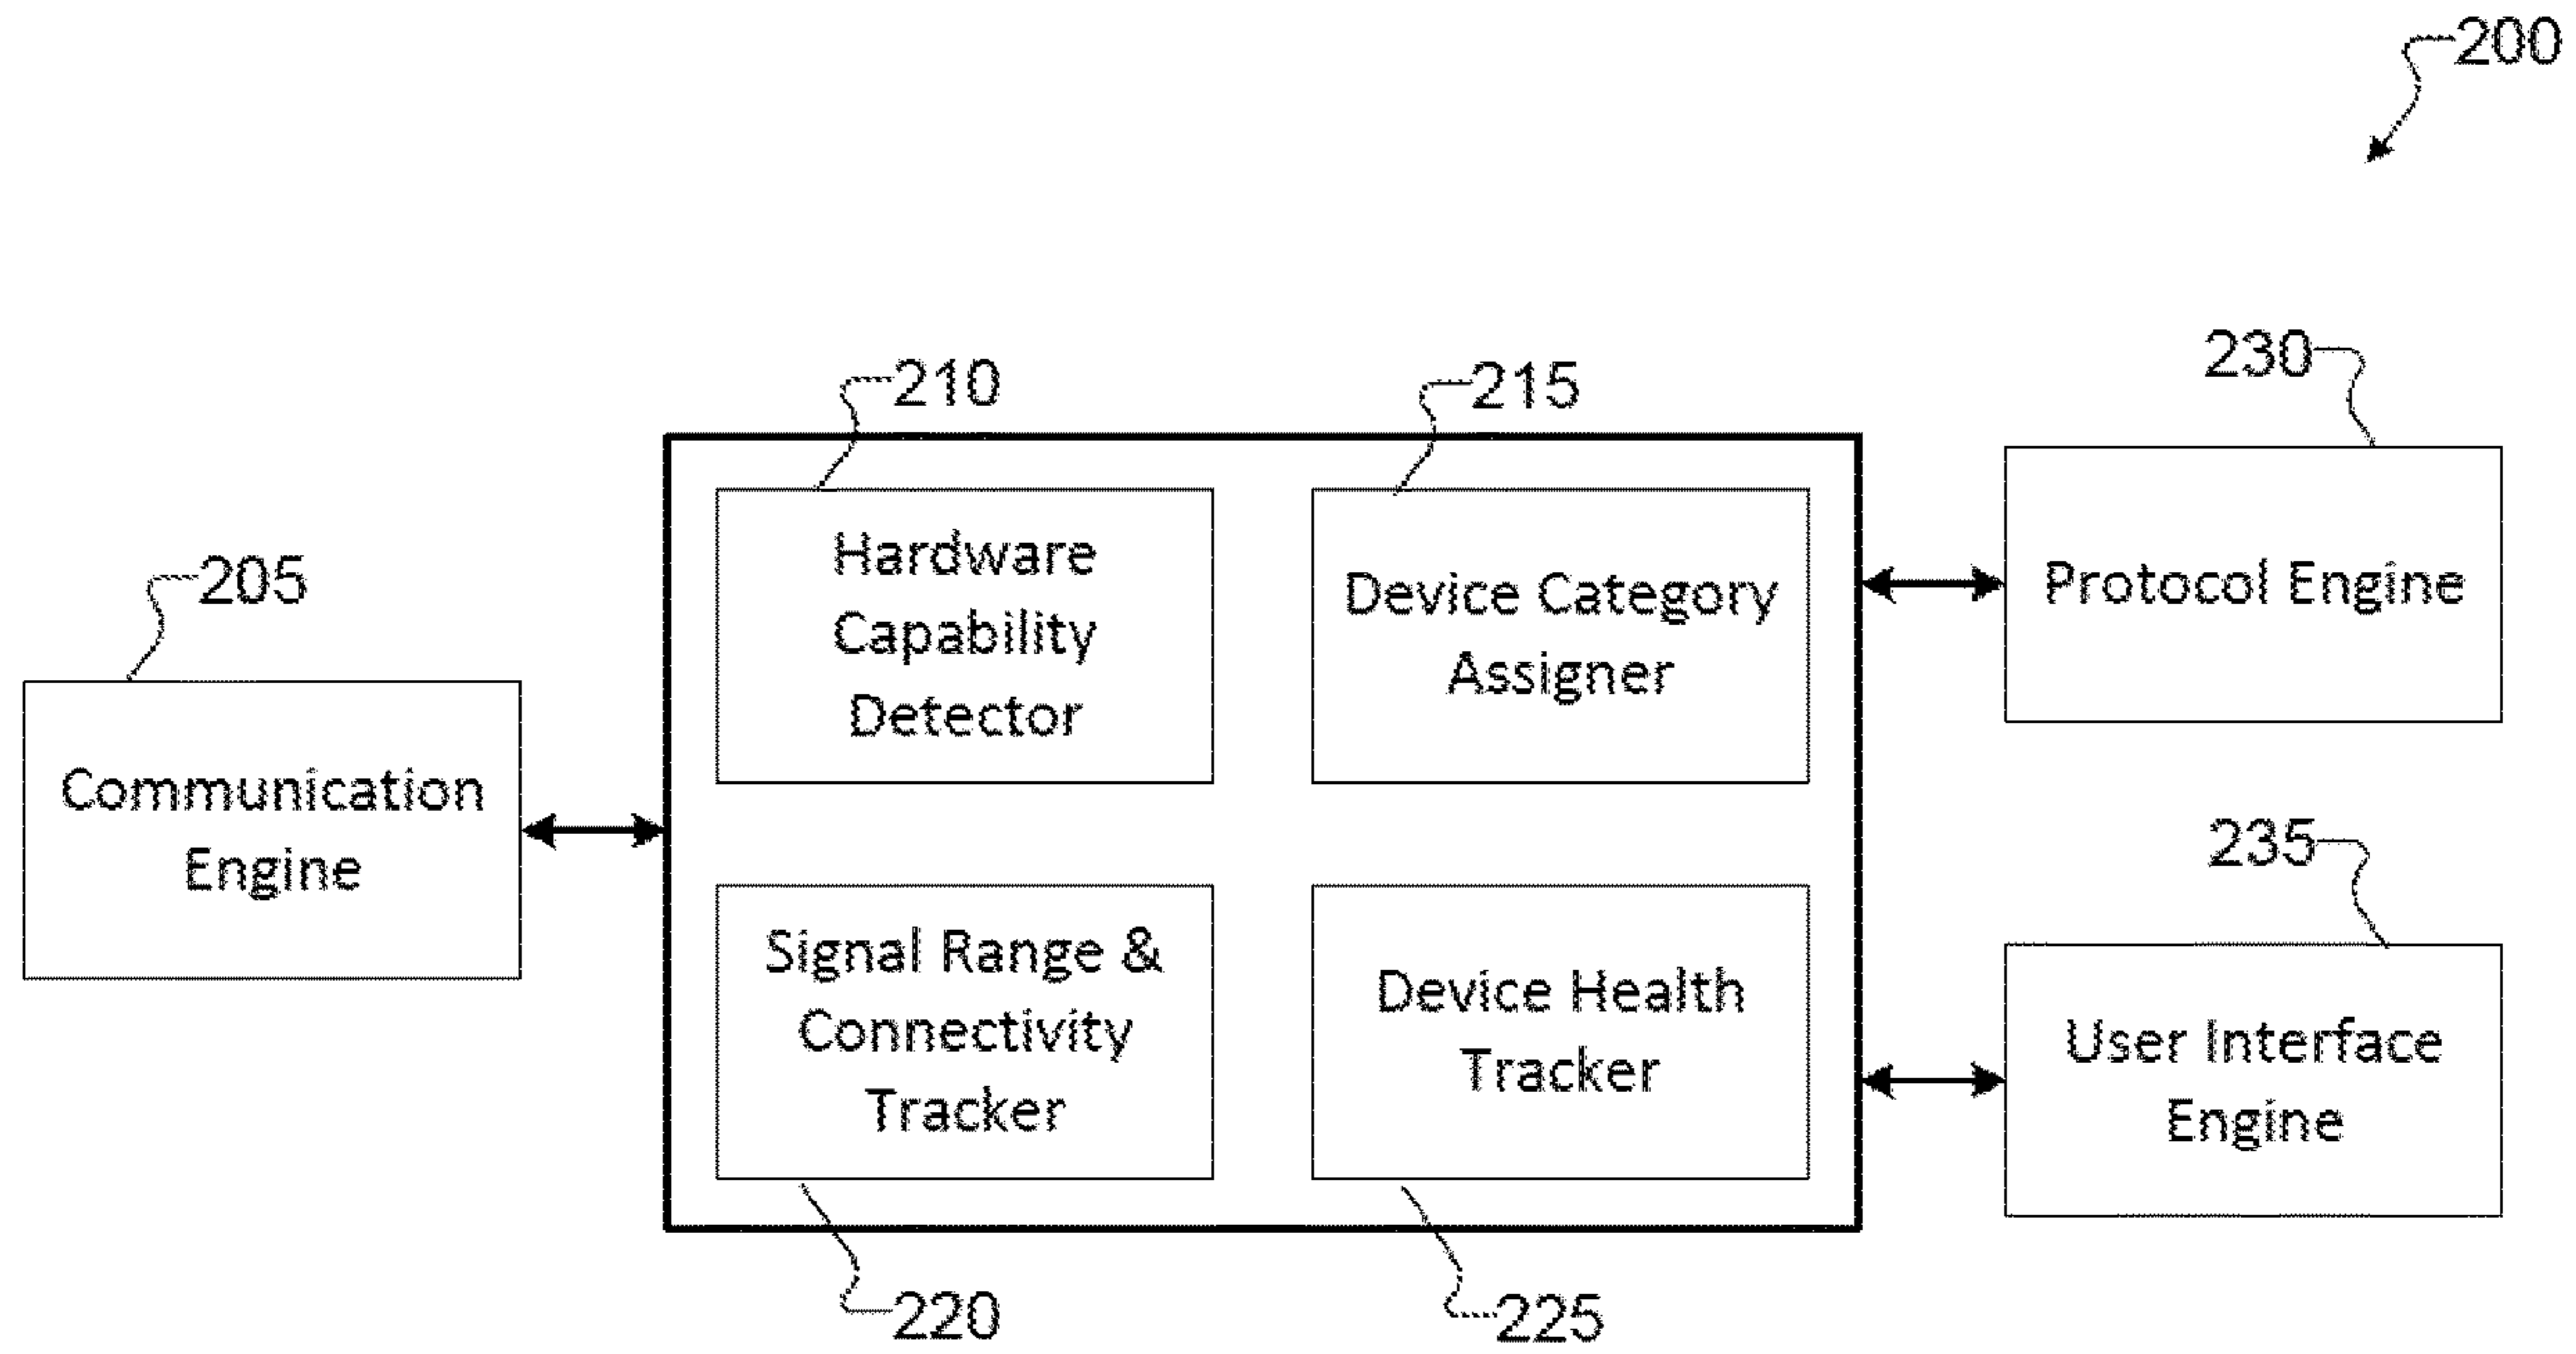 200
210
215
230
205
Hardware
Capability
Detector
Device Category
Assigner
Protocol Engine
Communication
Engine
235
Signal Range &
Connectivity
Tracker
Device Health
Tracker
User Interface
Engine
220
225